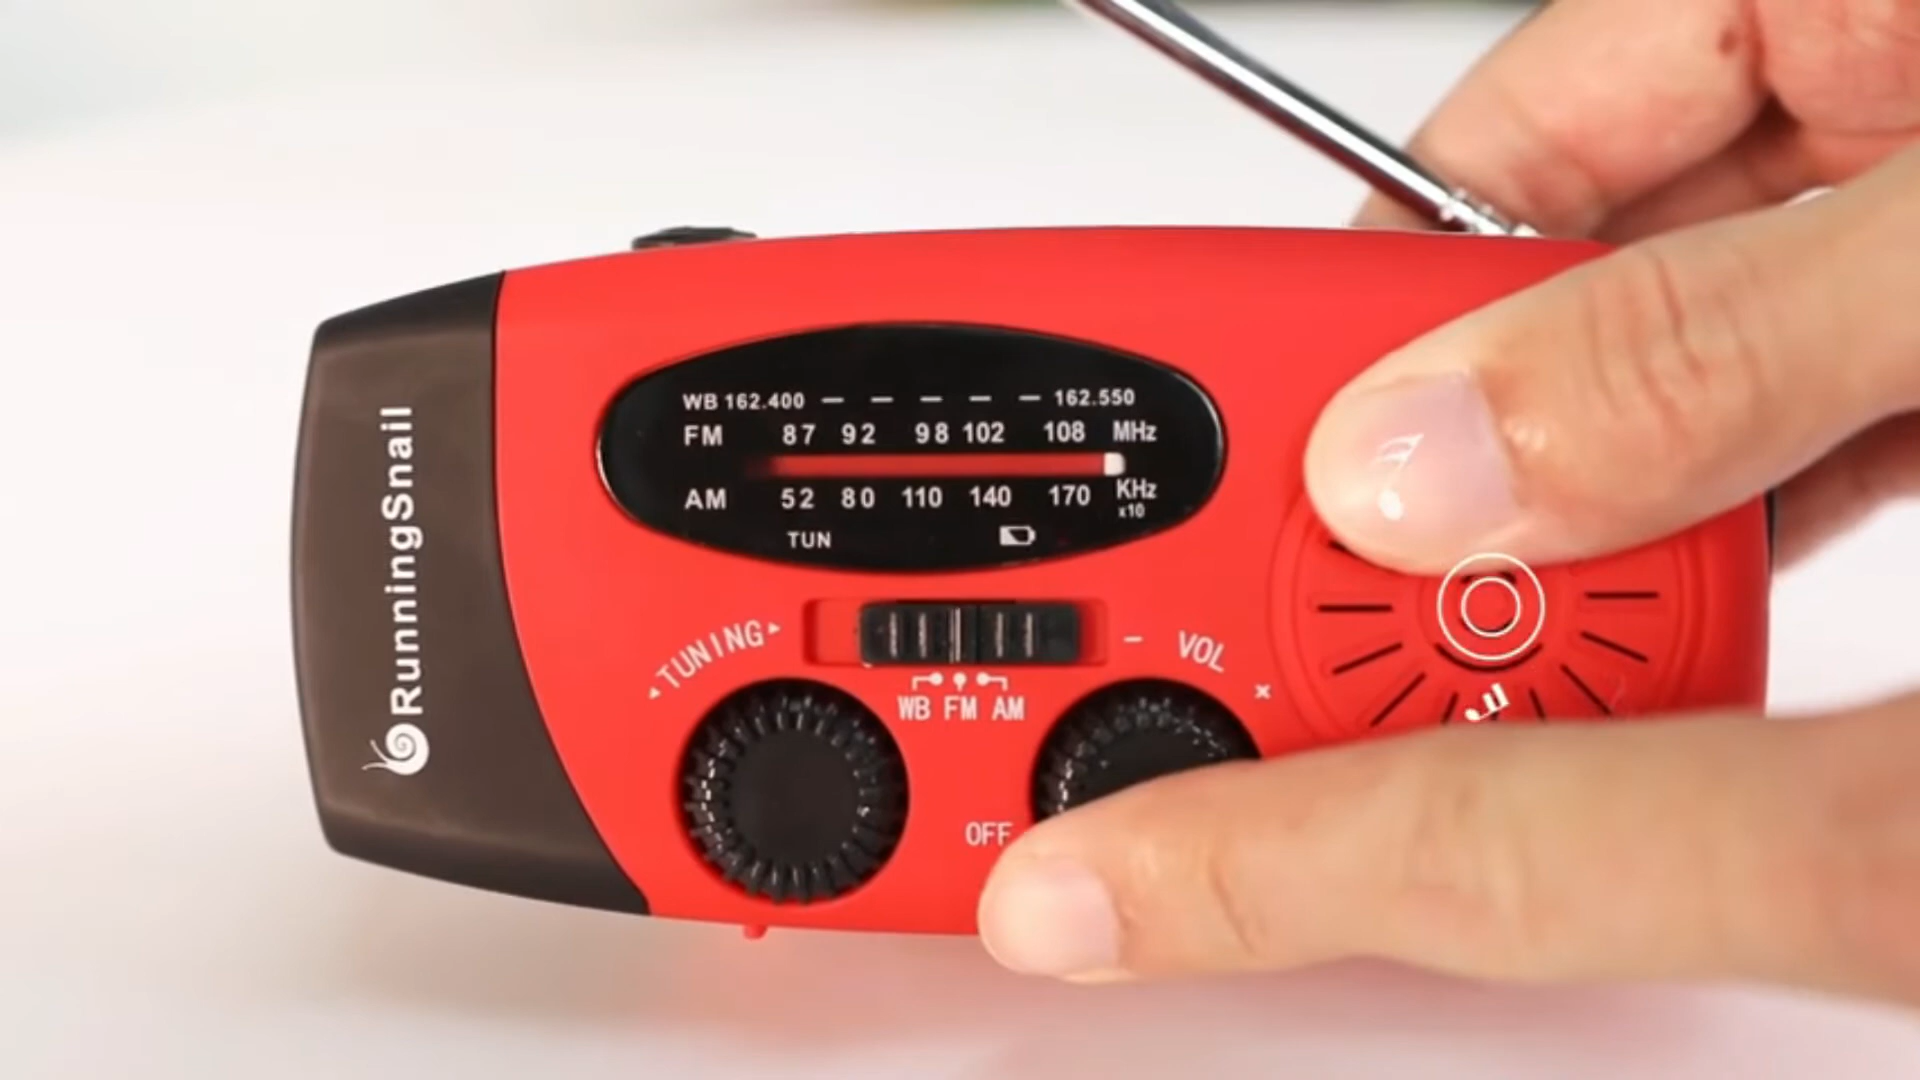 RunningSnail
WB 162.400 — — — — — 162.550
FM 87 92 98 102 108 MHz
AM 52 80 110 140 170 KHz
x10
TUN
TUNING
WB FM AM
- VOL +
OFF